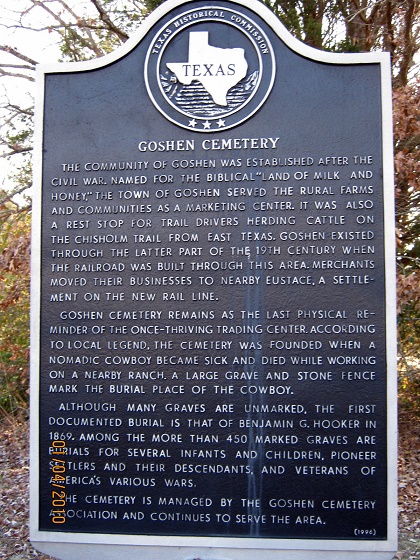 TEXAS HISTORICAL COMMISSION
TEXAS
GOSHEN CEMETERY
THE COMMUNITY OF GOSHEN WAS ESTABLISHED AFTER THE
CIVIL WAR. NAMED FOR THE BIBLICAL "LAND OF MILK AND
HONEY," THE TOWN OF GOSHEN SERVED THE RURAL FARMS
AND COMMUNITIES AS A MARKETING CENTER. IT WAS ALSO
A REST STOP FOR TRAIL DRIVERS HERDING CATTLE ON
THE CHISHOLM TRAIL FROM EAST TEXAS. GOSHEN EXISTED
THROUGH THE LATTER PART OF THE 19TH CENTURY WHEN
THE RAILROAD WAS BUILT THROUGH THIS AREA. MERCHANTS
MOVED THEIR BUSINESSES TO NEARBY EUSTACE, A SETTLE-
MENT ON THE NEW RAIL LINE.
GOSHEN CEMETERY REMAINS AS THE LAST PHYSICAL RE-
MINDER OF THE ONCE-THRIVING TRADING CENTER. ACCORDING
TO LOCAL LEGEND, THE CEMETERY WAS FOUNDED WHEN A
NOMADIC COWBOY BECAME SICK AND DIED WHILE WORKING
ON A NEARBY RANCH. A LARGE GRAVE AND STONE FENCE
MARK THE BURIAL PLACE OF THE COWBOY.
ALTHOUGH MANY GRAVES ARE UNMARKED, THE FIRST
DOCUMENTED BURIAL IS THAT OF BENJAMIN G. HOOKER IN
1869. AMONG THE MORE THAN 450 MARKED GRAVES ARE
BURIALS FOR SEVERAL INFANTS AND CHILDREN, PIONEER
SETTLERS AND THEIR DESCENDANTS, AND VETERANS OF
AMERICA'S VARIOUS WARS.
THE CEMETERY IS MANAGED BY THE GOSHEN CEMETERY
ASSOCIATION AND CONTINUES TO SERVE THE AREA.
(1996)
01/04/2010